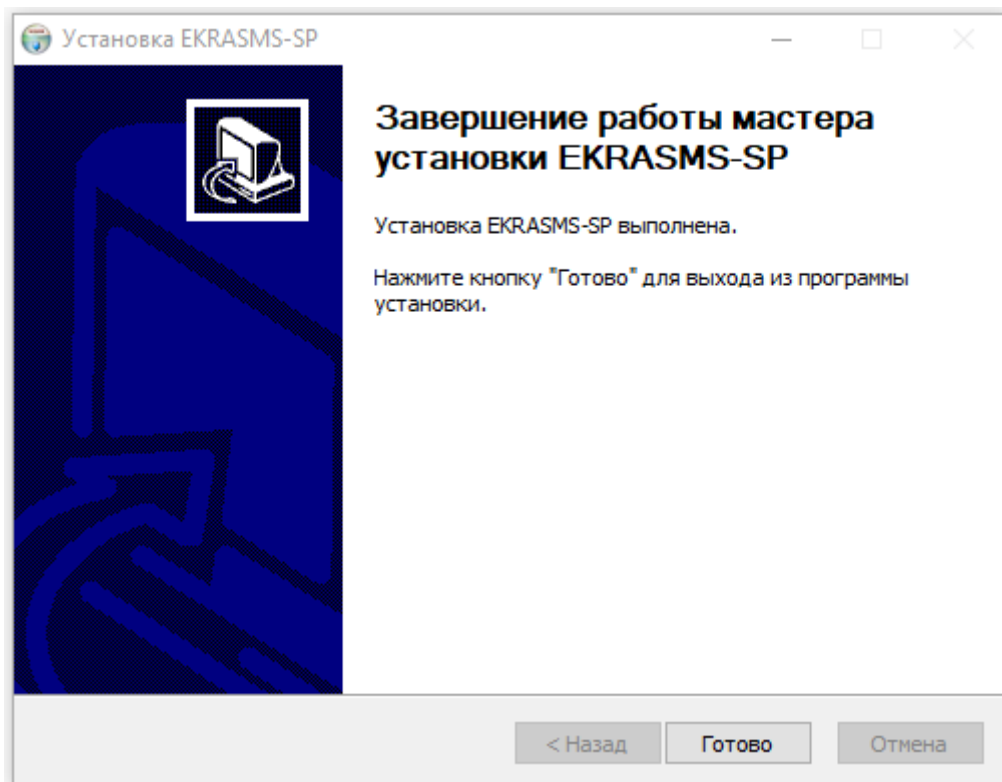 Установка EKRASMS-SP
Завершение работы мастера
установки EKRASMS-SP
Установка EKRASMS-SP выполнена.
Нажмите кнопку "Готово" для выхода из программы
установки.
< Назад
Готово
Отмена